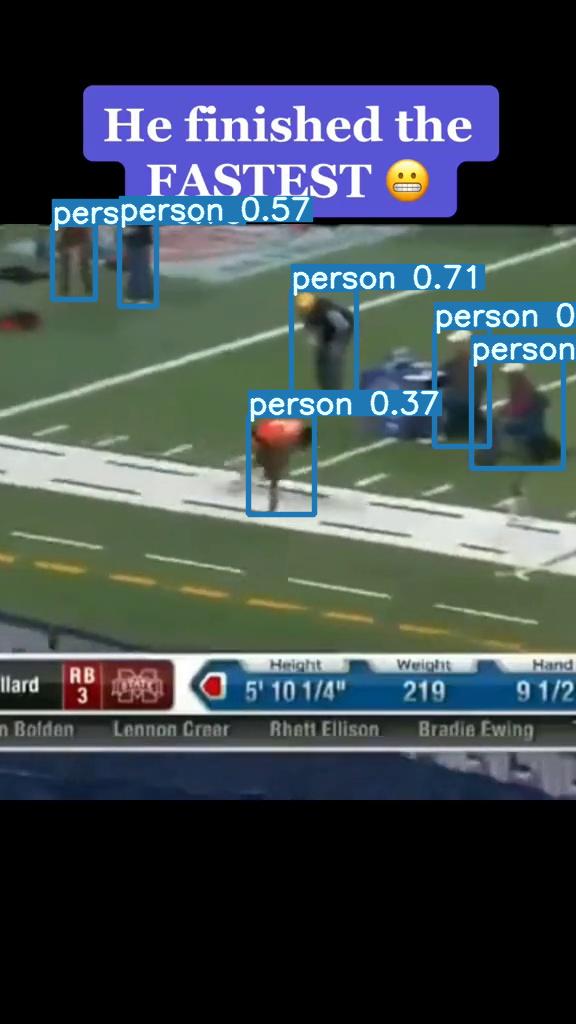 He finished the
FASTEST 😬
pers
person 0.57
person 0.71
person 0
person
person 0.37
Height Weight Hand
llard RB 3 STATE 5' 10 1/4" 219 9 1/2
n Bolden Lennon Creer Rhett Ellison Bradie Ewing